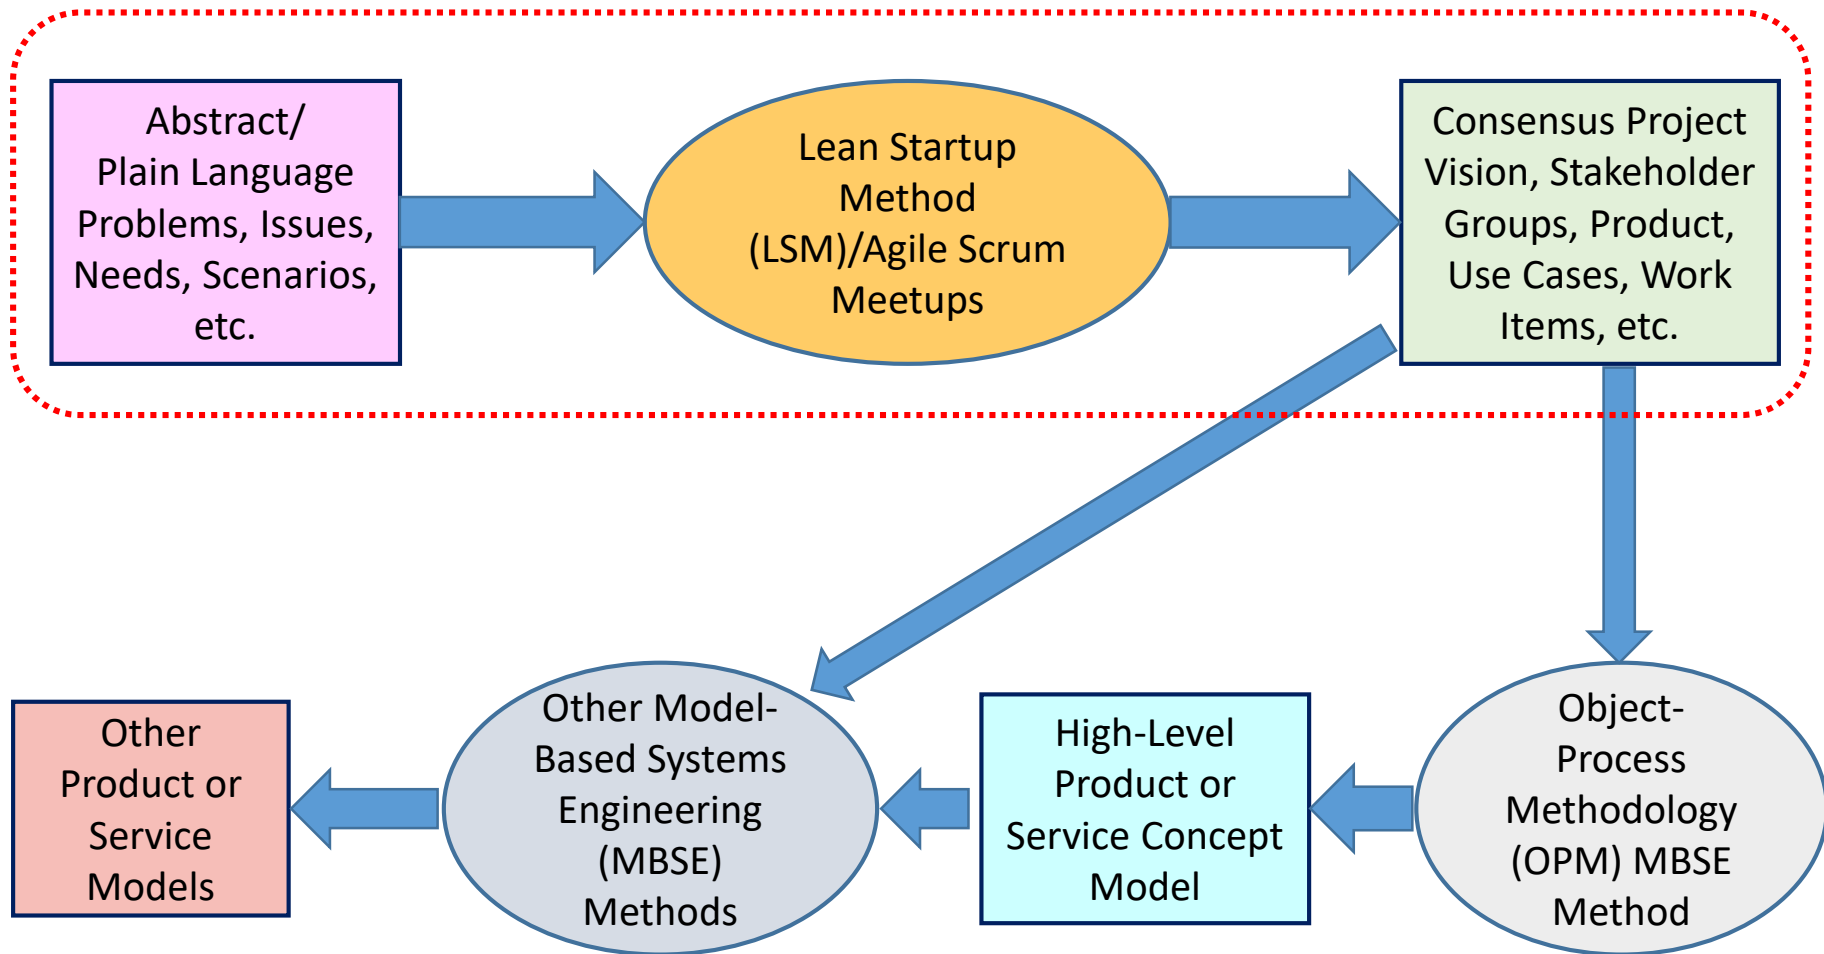 Abstract/
Plain Language
Problems, Issues,
Needs, Scenarios,
etc.
Lean Startup
Method
(LSM)/Agile Scrum
Meetups
Consensus Project
Vision, Stakeholder
Groups, Product,
Use Cases, Work
Items, etc.
Other
Product or
Service
Models
Other Model-
Based Systems
Engineering
(MBSE)
Methods
High-Level
Product or
Service Concept
Model
Object-
Process
Methodology
(OPM) MBSE
Method